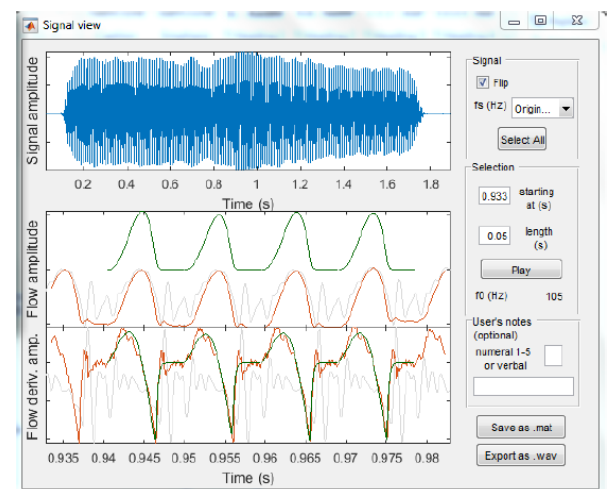 Signal view
Signal amplitude
0.2 0.4 0.6 0.8 1 1.2 1.4 1.6 1.8
Time (s)
Flow amplitude
Flow deriv. amp.
0.935 0.94 0.945 0.95 0.955 0.96 0.965 0.97 0.975 0.98
Time (s)
Signal
Flip
fs (Hz) Origin...
Select All
Selection
0.933 starting
at (s)
0.05 length
(s)
Play
f0 (Hz) 105
User's notes
(optional)
numeral 1-5
or verbal
Save as .mat
Export as .wav